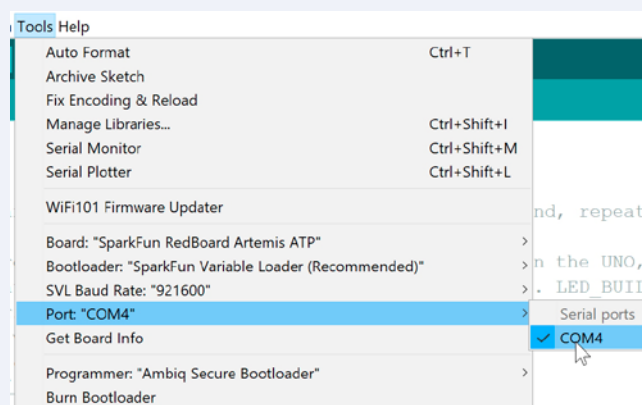 Tools Help
Auto Format Ctrl+T
Archive Sketch
Fix Encoding & Reload
Manage Libraries... Ctrl+Shift+I
Serial Monitor Ctrl+Shift+M
Serial Plotter Ctrl+Shift+L
WiFi101 Firmware Updater
nd, repeat
Board: "SparkFun RedBoard Artemis ATP"
Bootloader: "SparkFun Variable Loader (Recommended)"
n the UNO,
SVL Baud Rate: "921600"
. LED_BUI
Port: "COM4"
Serial ports
Get Board Info
COM4
Programmer: "Ambiq Secure Bootloader"
Burn Bootloader